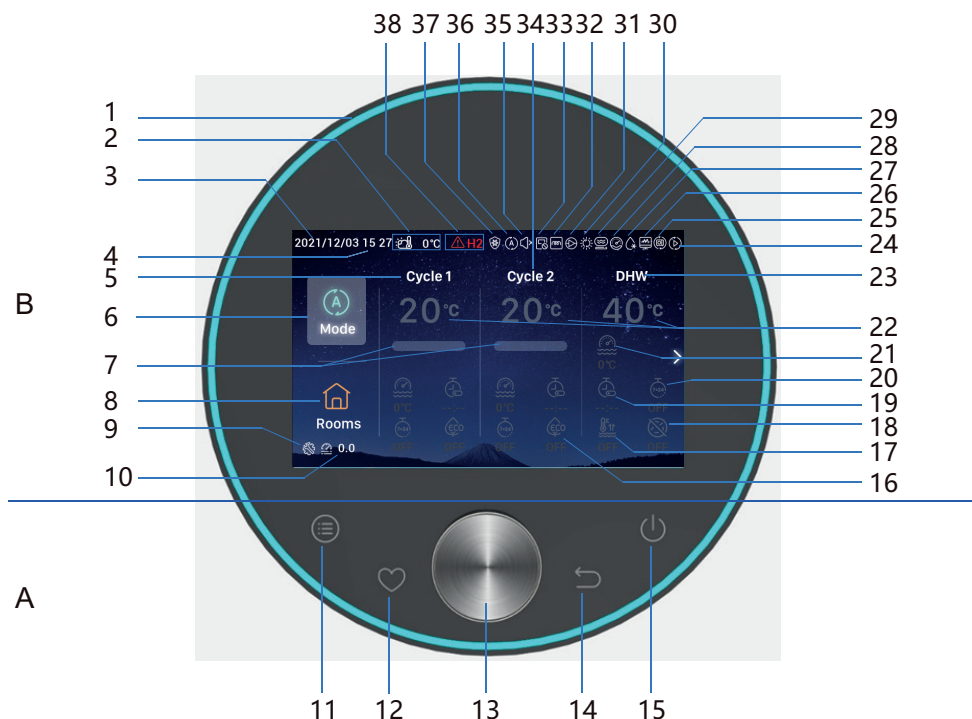 38 37 36 35 34 33 32 31 30
1
2
3
4
5
6
7
8
9
10
29
28
27
26
25
24
23
22
21
20
19
18
17
16
B
A
2021/12/03 15 27 0°C H2
Cycle 1 Cycle 2 DHW
A
Mode
20°C 20°C 40°C
0°C
Rooms
0°C --:-- 0°C --:-- --:-- OFF
ECO ECO
OFF OFF OFF OFF OFF OFF
0.0
11 12 13 14 15